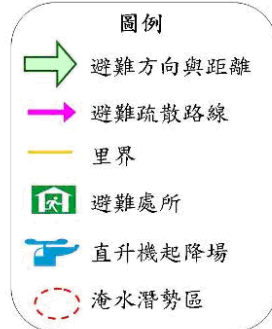 圖例
避難方向與距離
避難疏散路線
里界
避難處所
直升機起降場
淹水潛勢區